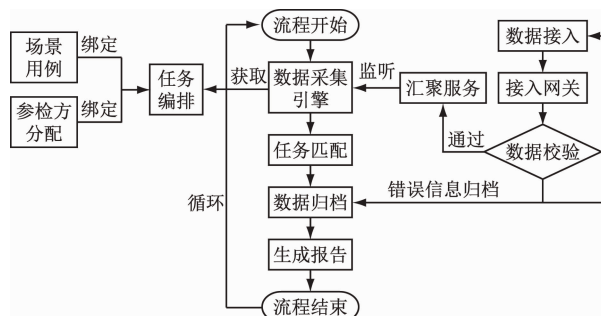 场景
用例
绑定
参检方
分配
绑定
任务
编排
获取
流程开始
数据采集
引擎
任务匹配
数据归档
生成报告
流程结束
循环
监听
汇聚服务
通过
数据接入
接入网关
数据校验
错误信息归档